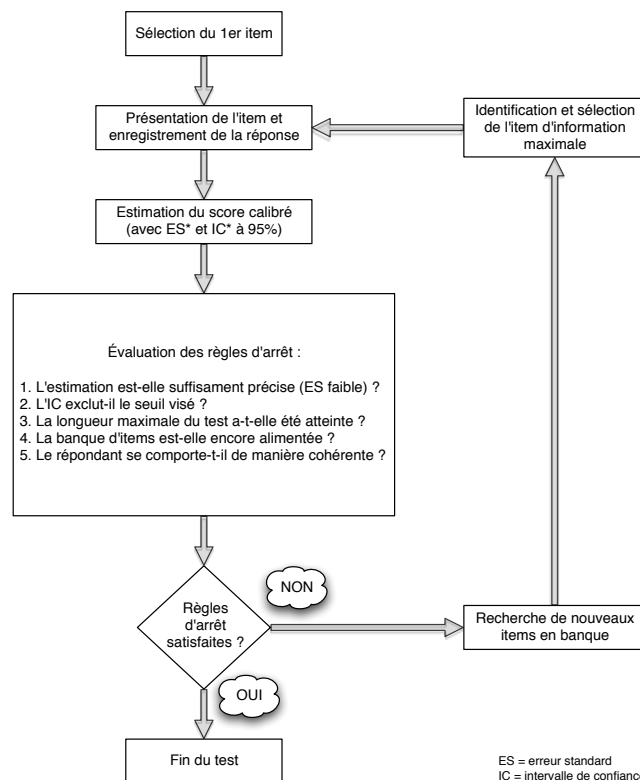 Sélection du 1er item
Présentation de l'item et
enregistrement de la réponse
Identification et sélection
de l'item d'information
maximale
Estimation du score calibré
(avec ES* et IC* à 95%)
Évaluation des règles d'arrêt :
1. L'estimation est-elle suffisament précise (ES faible) ?
2. L'IC exclut-il le seuil visé ?
3. La longueur maximale du test a-t-elle été atteinte ?
4. La banque d'items est-elle encore alimentée ?
5. Le répondant se comporte-t-il de manière cohérente ?
NON
Règles
d'arrêt
satisfaites ?
Recherche de nouveaux
items en banque
OUI
Fin du test
ES = erreur standard
IC = intervalle de confianc